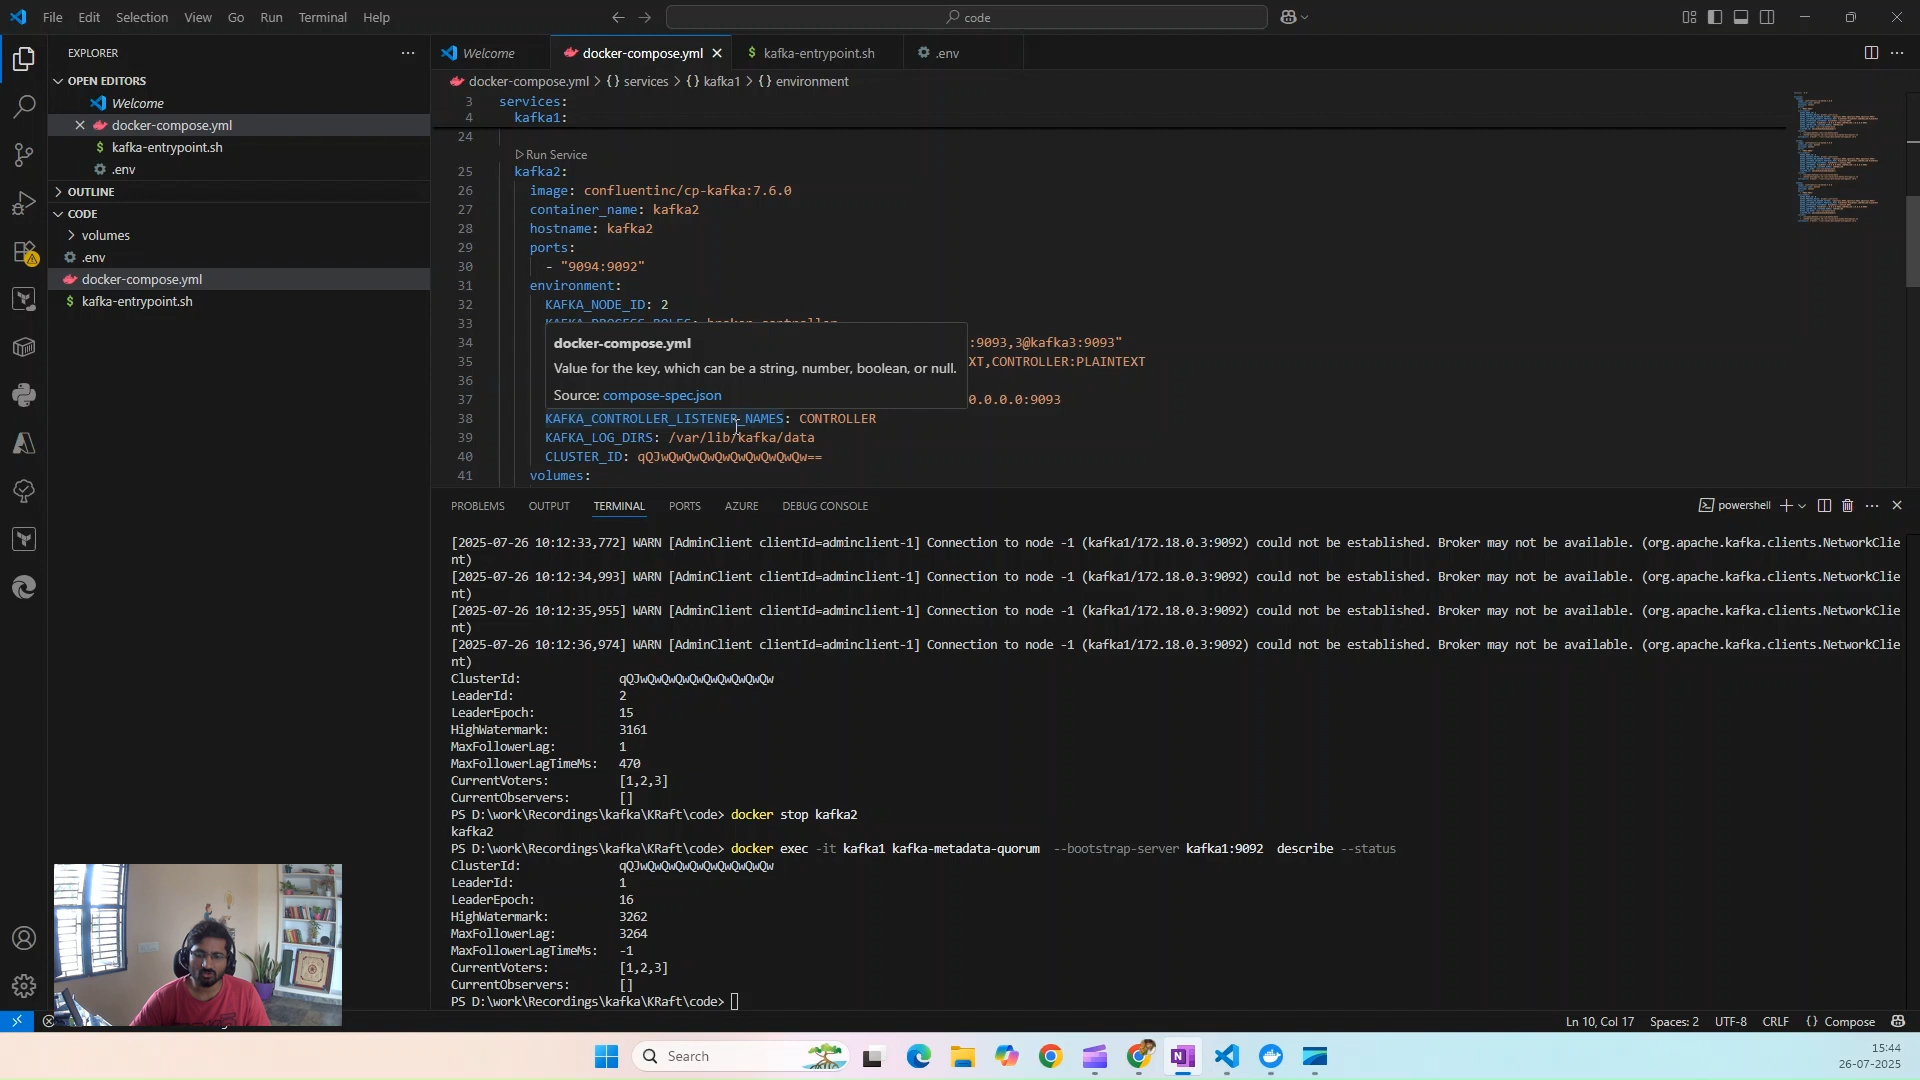 File Edit Selection View Go Run Terminal Help
code
EXPLORER
OPEN EDITORS
Welcome
docker-compose.yml
kafka-entrypoint.sh
.env
OUTLINE
CODE
volumes
.env
docker-compose.yml
kafka-entrypoint.sh
Welcome docker-compose.yml kafka-entrypoint.sh .env
docker-compose.yml > {} services > {} kafka1 > {} environment
3 services:
4 kafka1:
24
Run Service
25 kafka2:
26 image: confluentinc/cp-kafka:7.6.0
27 container_name: kafka2
28 hostname: kafka2
29 ports:
30 - "9094:9092"
31 environment:
32 KAFKA_NODE_ID: 2
33 KAFKA_PROCESS_ROLES: broker,controller
34 :9093,3@kafka3:9093"
35 XT,CONTROLLER:PLAINTEXT
36
37 0.0.0.0:9093
docker-compose.yml
Value for the key, which can be a string, number, boolean, or null.
Source: compose-spec.json
38 KAFKA_CONTROLLER_LISTENER_NAMES: CONTROLLER
39 KAFKA_LOG_DIRS: /var/lib/kafka/data
40 CLUSTER_ID: qQJwQwQwQwQwQwQwQwQwQw==
41 volumes:
PROBLEMS OUTPUT TERMINAL PORTS AZURE DEBUG CONSOLE
powershell
[2025-07-26 10:12:33,772] WARN [AdminClient clientId=adminclient-1] Connection to node -1 (kafka1/172.18.0.3:9092) could not be established. Broker may not be available. (org.apache.kafka.clients.NetworkClie
nt)
[2025-07-26 10:12:34,993] WARN [AdminClient clientId=adminclient-1] Connection to node -1 (kafka1/172.18.0.3:9092) could not be established. Broker may not be available. (org.apache.kafka.clients.NetworkClie
nt)
[2025-07-26 10:12:35,955] WARN [AdminClient clientId=adminclient-1] Connection to node -1 (kafka1/172.18.0.3:9092) could not be established. Broker may not be available. (org.apache.kafka.clients.NetworkClie
nt)
[2025-07-26 10:12:36,974] WARN [AdminClient clientId=adminclient-1] Connection to node -1 (kafka1/172.18.0.3:9092) could not be established. Broker may not be available. (org.apache.kafka.clients.NetworkClie
nt)
ClusterId: qQJwQwQwQwQwQwQwQwQwQw
LeaderId: 2
LeaderEpoch: 15
HighWatermark: 3161
MaxFollowerLag: 1
MaxFollowerLagTimeMs: 470
CurrentVoters: [1,2,3]
CurrentObservers: []
PS D:\work\Recordings\kafka\KRaft\code> docker stop kafka2
kafka2
PS D:\work\Recordings\kafka\KRaft\code> docker exec -it kafka1 kafka-metadata-quorum --bootstrap-server kafka1:9092 describe --status
ClusterId: qQJwQwQwQwQwQwQwQwQwQw
LeaderId: 1
LeaderEpoch: 16
HighWatermark: 3262
MaxFollowerLag: 3264
MaxFollowerLagTimeMs: -1
CurrentVoters: [1,2,3]
CurrentObservers: []
PS D:\work\Recordings\kafka\KRaft\code>
Ln 10, Col 17 Spaces: 2 UTF-8 CRLF {} Compose
Search
15:44
26-07-2025